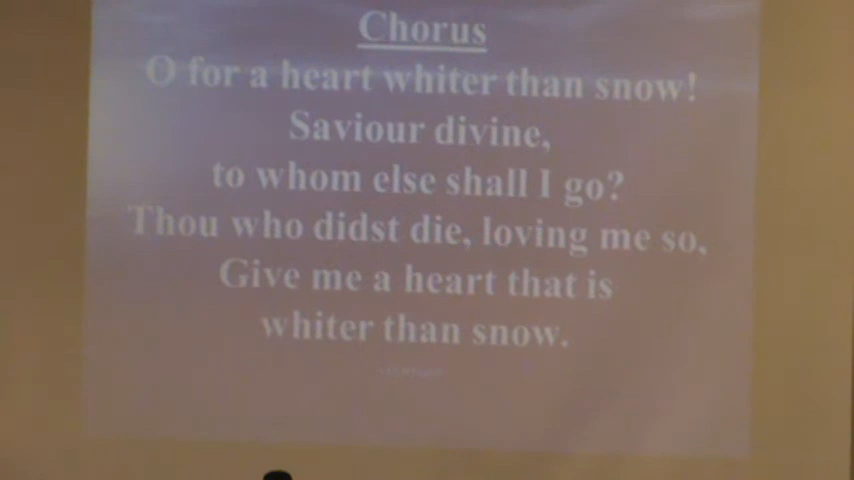 Chorus
O for a heart whiter than snow!
Saviour divine,
to whom else shall I go?
Thou who didst die, loving me so,
Give me a heart that is
whiter than snow.